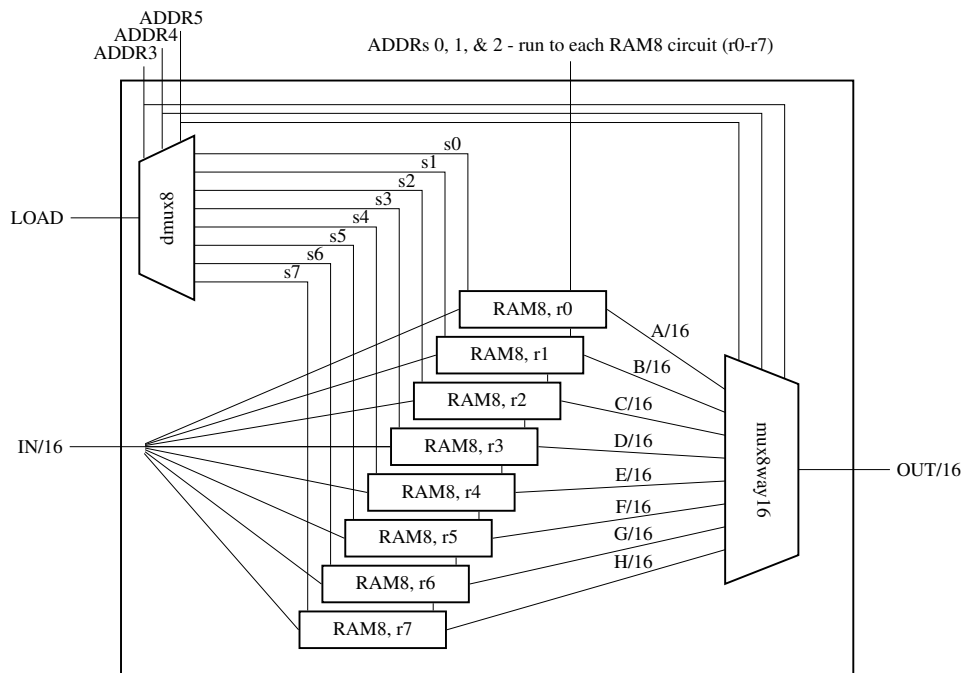 ADDR5
ADDR4
ADDR3
ADDRs 0, 1, & 2 - run to each RAM8 circuit (r0-r7)
s0
s1
s2
s3
s4
s5
s6
s7
dmux8
LOAD
RAM8, r0
A/16
RAM8, r1
B/16
RAM8, r2
C/16
IN/16
RAM8, r3
D/16
RAM8, r4
E/16
RAM8, r5
F/16
RAM8, r6
G/16
RAM8, r7
H/16
mux8way16
OUT/16